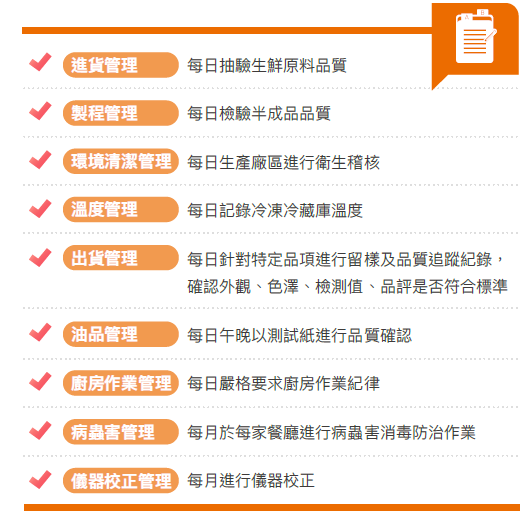 進貨管理 每日抽驗生鮮原料品質
製程管理 每日檢驗半成品品質
環境清潔管理 每日生產廠區進行衛生稽核
溫度管理 每日記錄冷凍冷藏庫溫度
出貨管理 每日針對特定品項進行留樣及品質追蹤紀錄，
確認外觀、色澤、檢測值、品評是否符合標準
油品管理 每日午晚以測試紙進行品質確認
廚房作業管理 每日嚴格要求廚房作業紀律
病蟲害管理 每月於每家餐廳進行病蟲害消毒防治作業
儀器校正管理 每月進行儀器校正